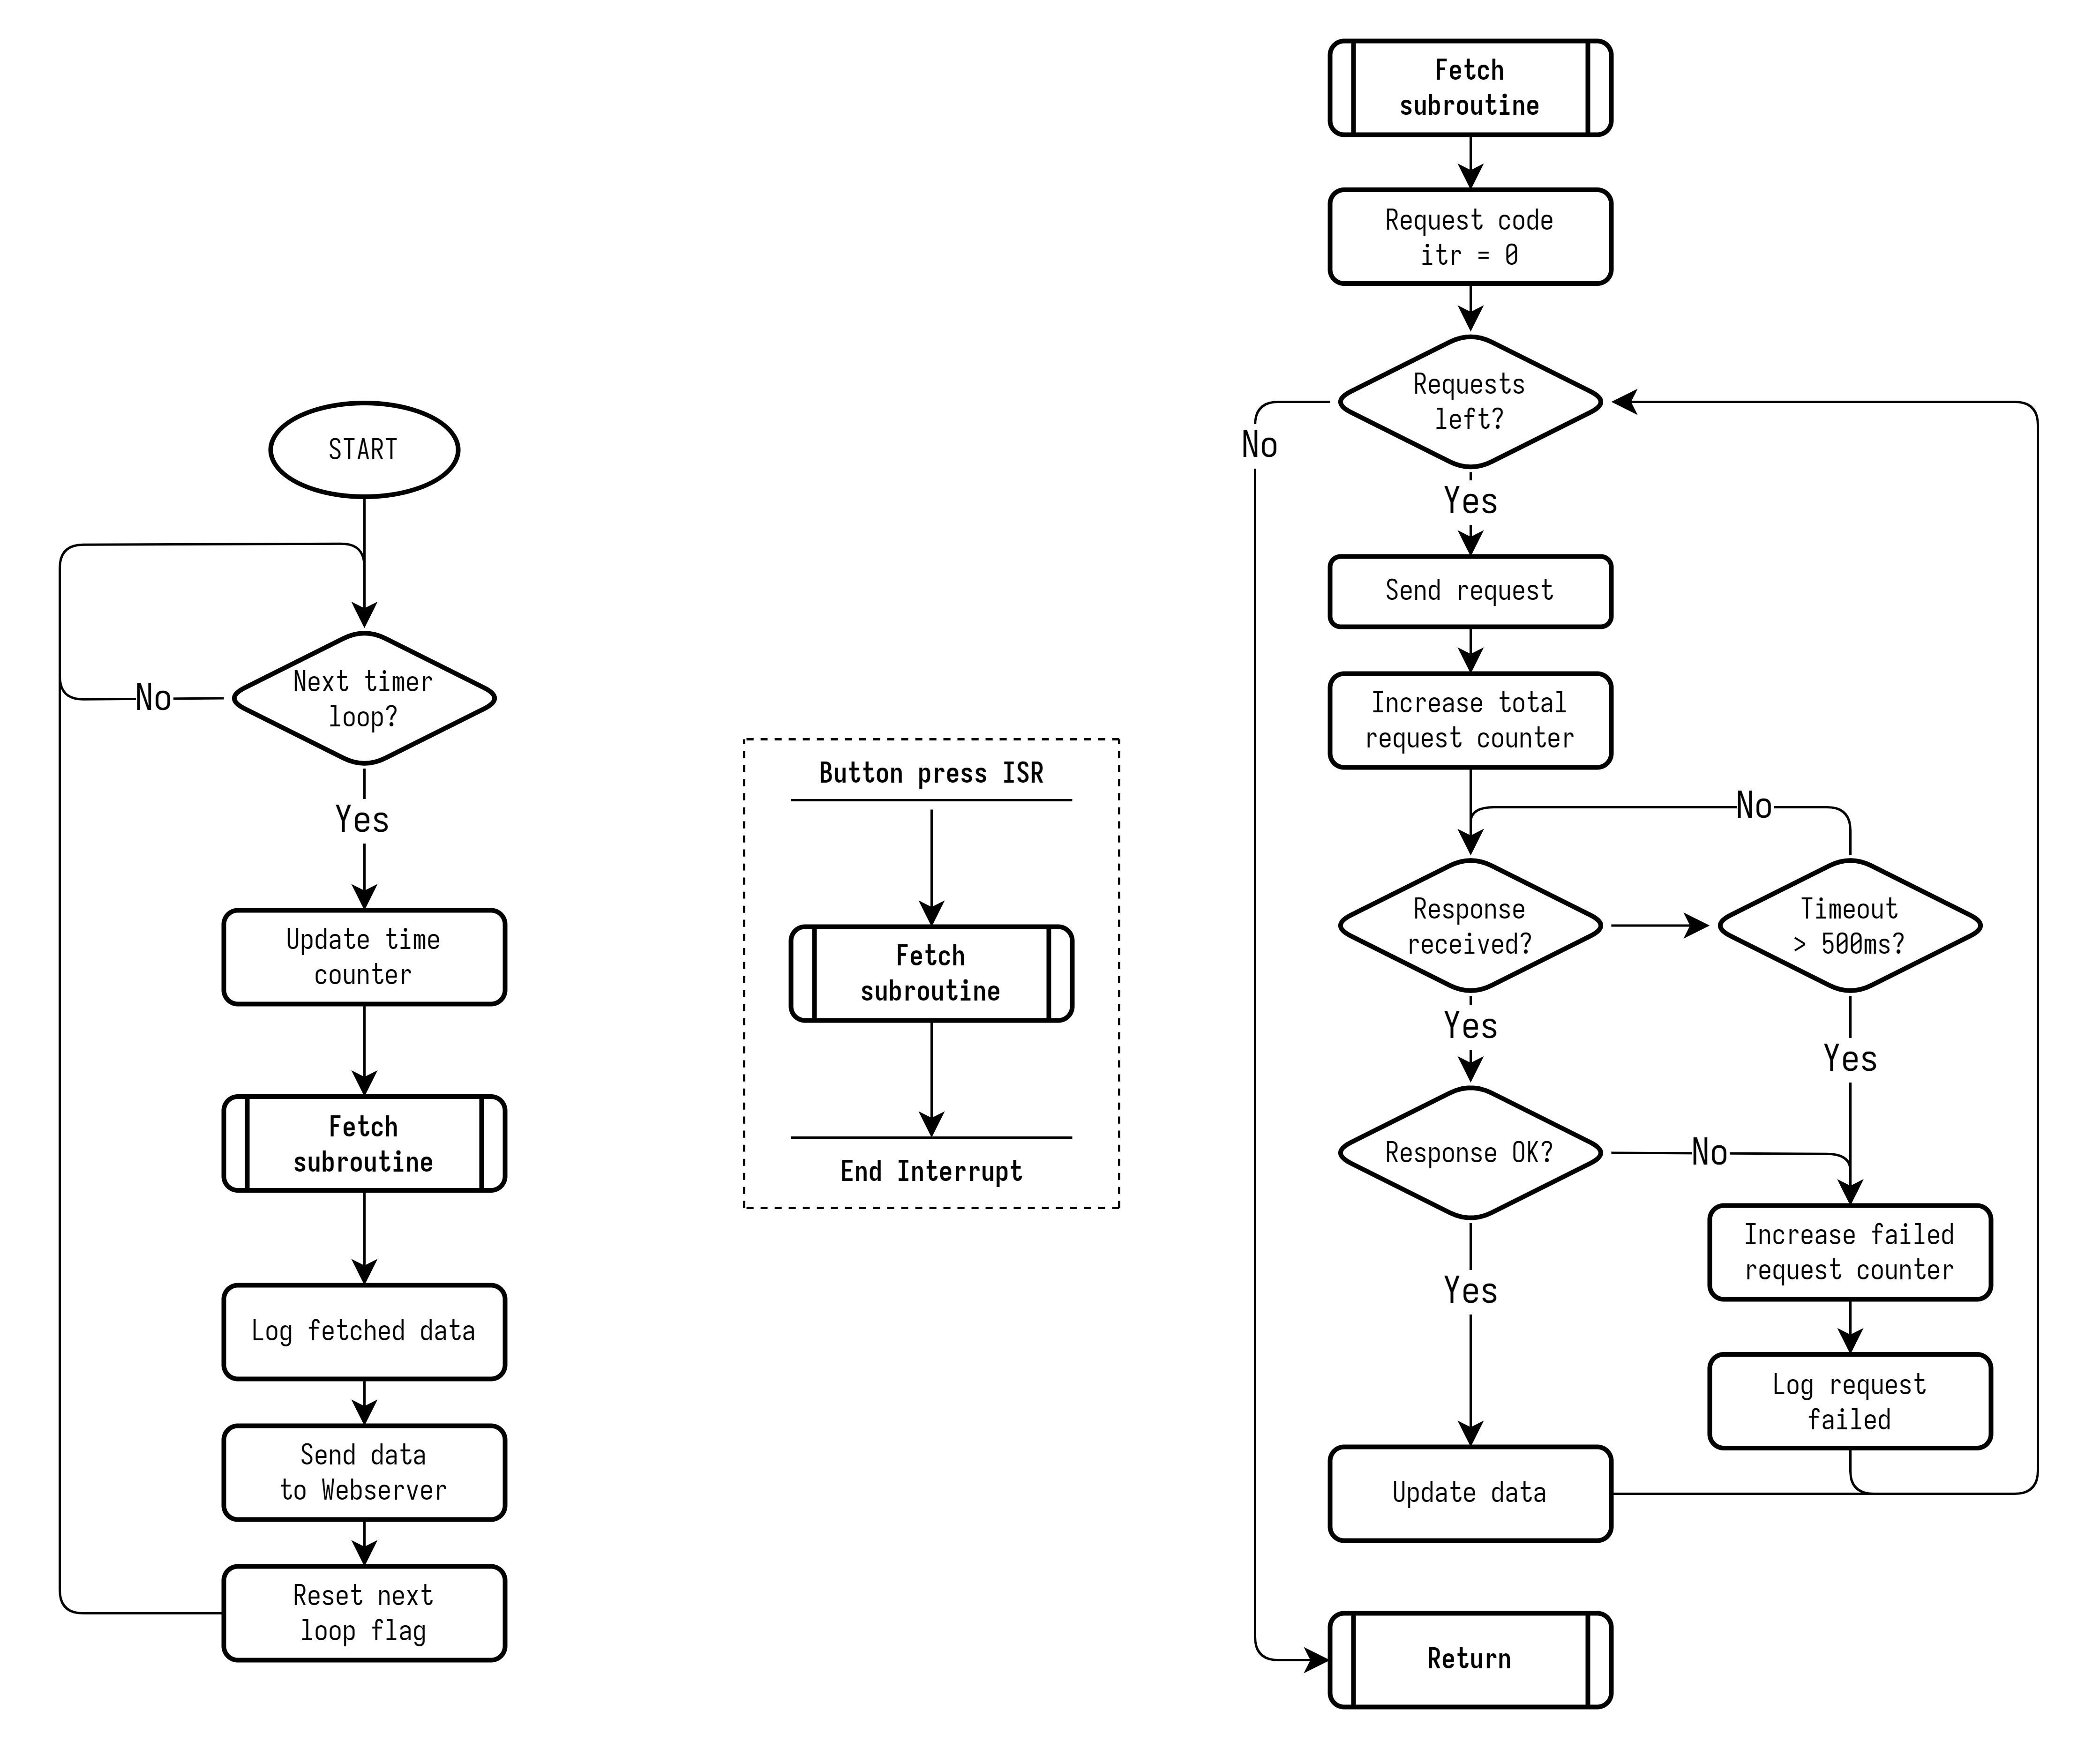 START
Next timer
loop?
No
Yes
Update time
counter
Fetch
subroutine
Log fetched data
Send data
to Webserver
Reset next
loop flag
Button press ISR
Fetch
subroutine
End Interrupt
Fetch
subroutine
Request code
itr = 0
Requests
left?
No
Yes
Send request
Increase total
request counter
No
Response
received?
Timeout
> 500ms?
Yes
Yes
Response OK?
No
Increase failed
request counter
Yes
Log request
failed
Update data
Return